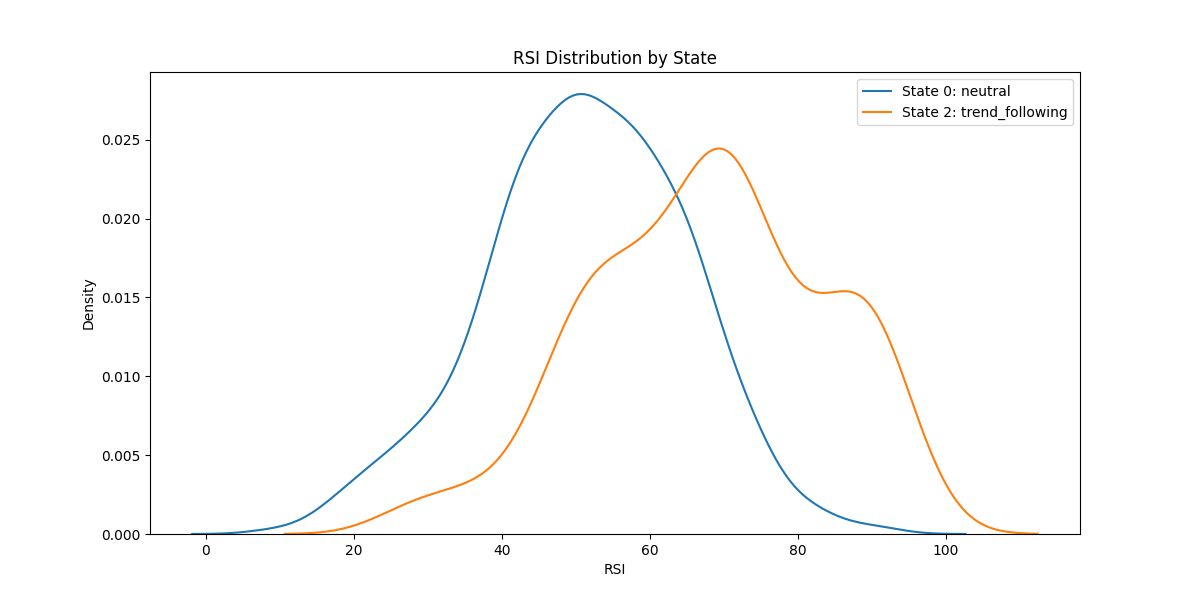 RSI Distribution by State
State 0: neutral
State 2: trend_following
0.025
0.020
0.015
0.010
0.005
0.000
Density
0 20 40 60 80 100
RSI